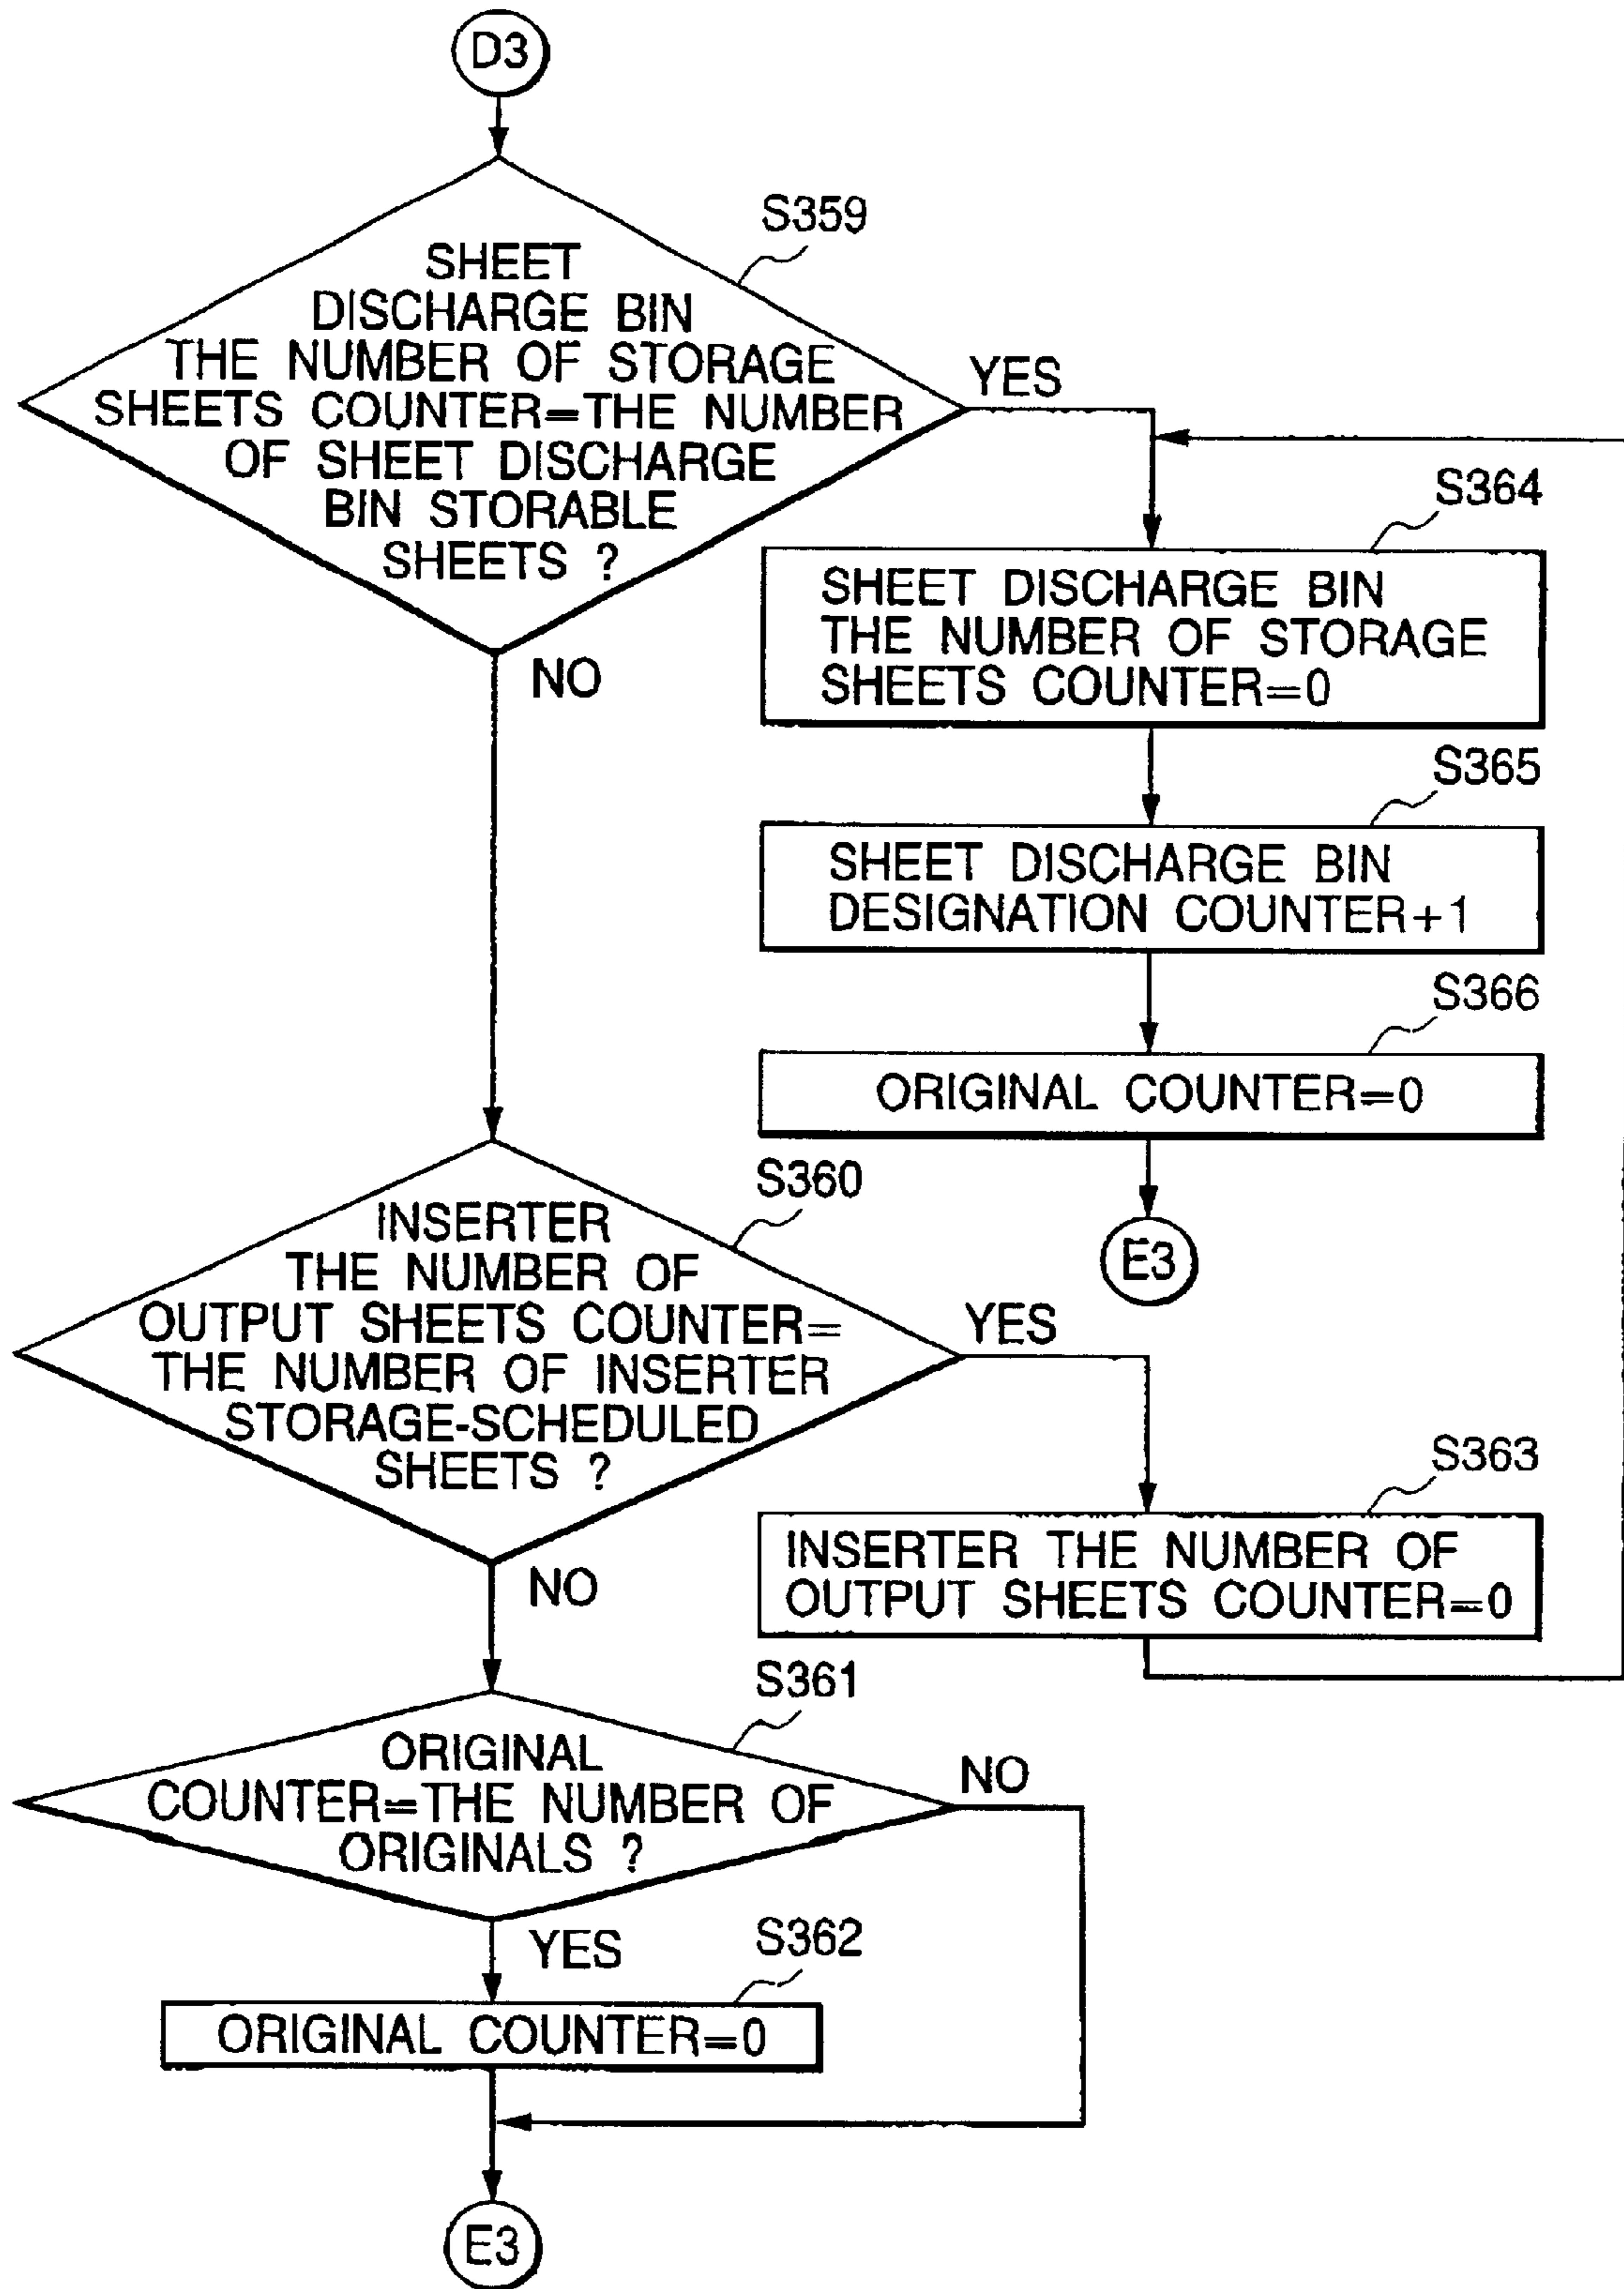 D3
S359
SHEET
DISCHARGE BIN
THE NUMBER OF STORAGE
SHEETS COUNTER=THE NUMBER
OF SHEET DISCHARGE
BIN STORABLE
SHEETS ?
YES
NO
S364
SHEET DISCHARGE BIN
THE NUMBER OF STORAGE
SHEETS COUNTER=0
S365
SHEET DISCHARGE BIN
DESIGNATION COUNTER+1
S366
ORIGINAL COUNTER=0
E3
S360
INSERTER
THE NUMBER OF
OUTPUT SHEETS COUNTER=
THE NUMBER OF INSERTER
STORAGE-SCHEDULED
SHEETS ?
YES
NO
S363
INSERTER THE NUMBER OF
OUTPUT SHEETS COUNTER=0
S361
ORIGINAL
COUNTER=THE NUMBER OF
ORIGINALS ?
NO
YES
S362
ORIGINAL COUNTER=0
E3